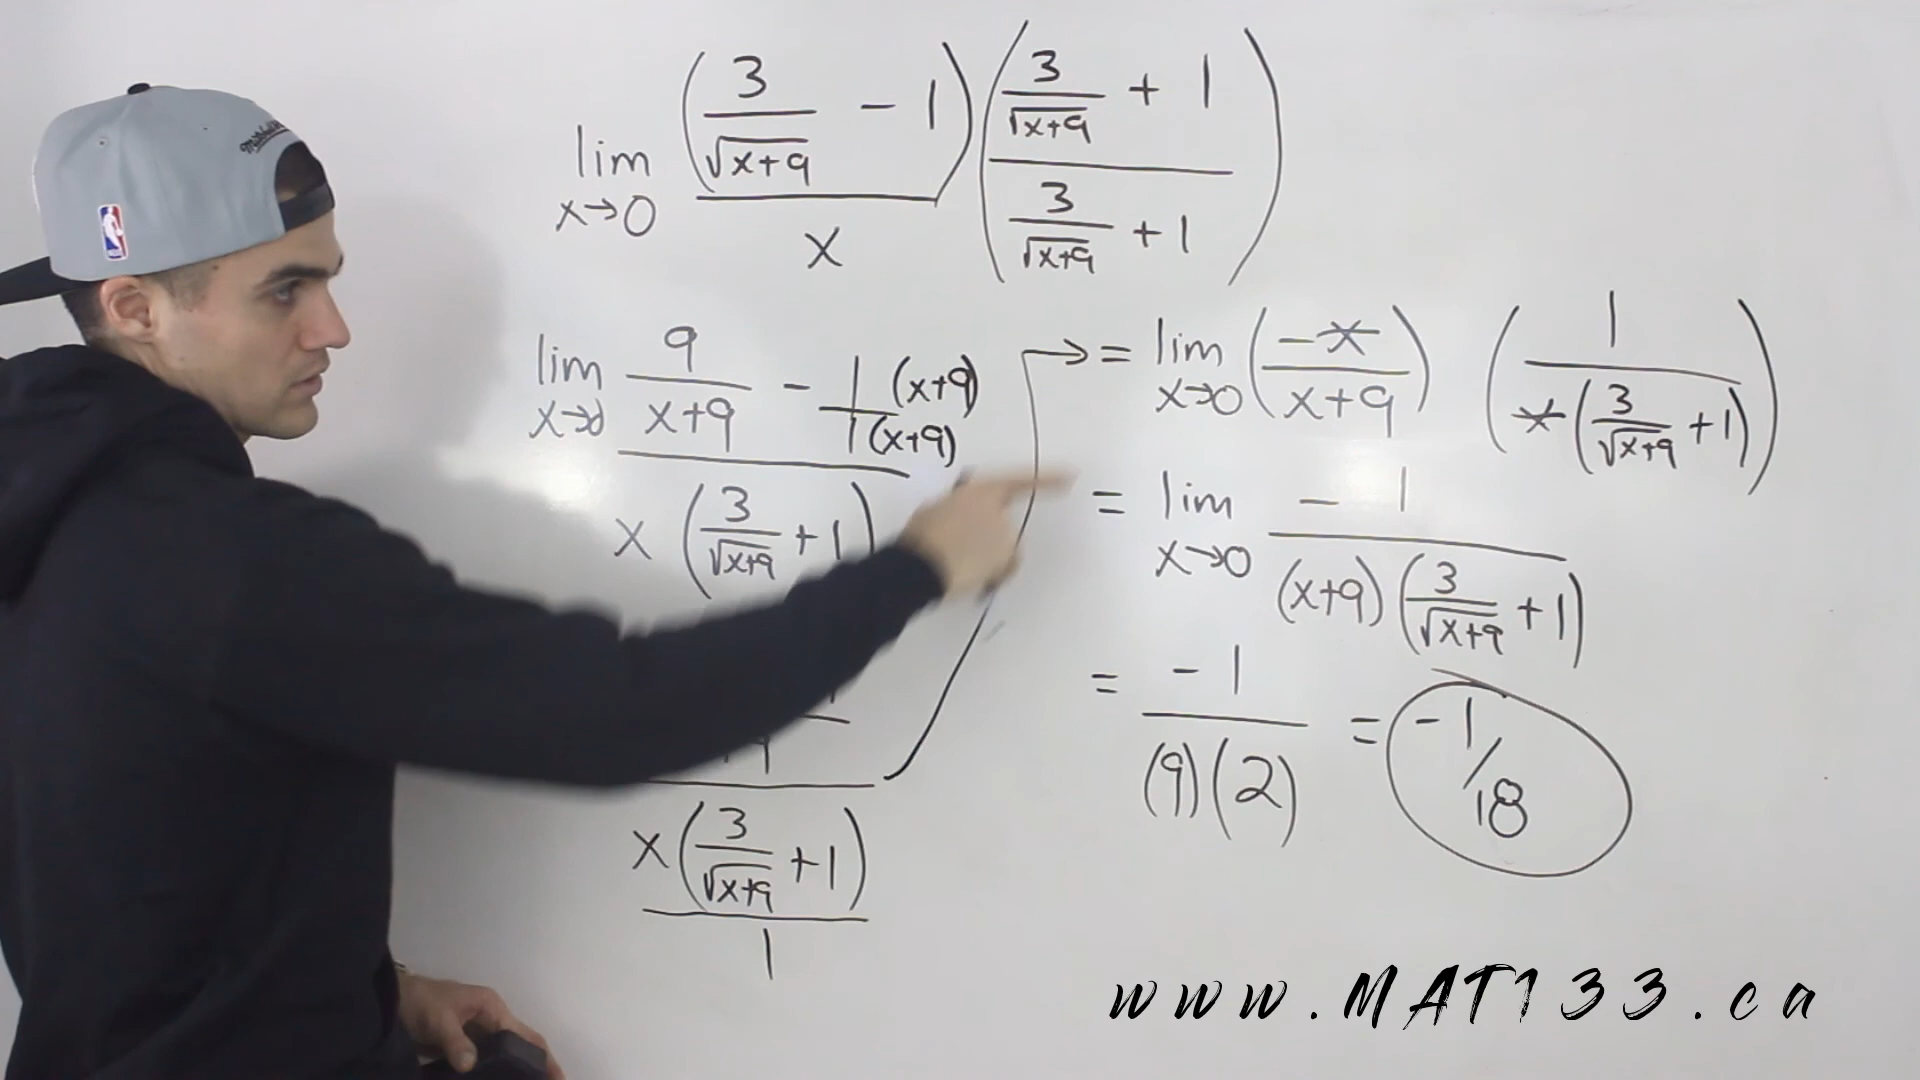 lim x→0 (3/√(x+9) - 1)/x ((3/√(x+9) + 1)/(3/√(x+9) + 1))
lim x→0 (9/(x+9) - 1(x+9)/1(x+9))/(x(3/√(x+9) + 1))
x(3/√(x+9) + 1)/1
→ = lim x→0 (-x/(x+9)) (1/(x(3/√(x+9) + 1)))
= lim x→0 -1/((x+9)(3/√(x+9) + 1))
= -1/((9)(2)) = -1/18
www.MAT133.ca